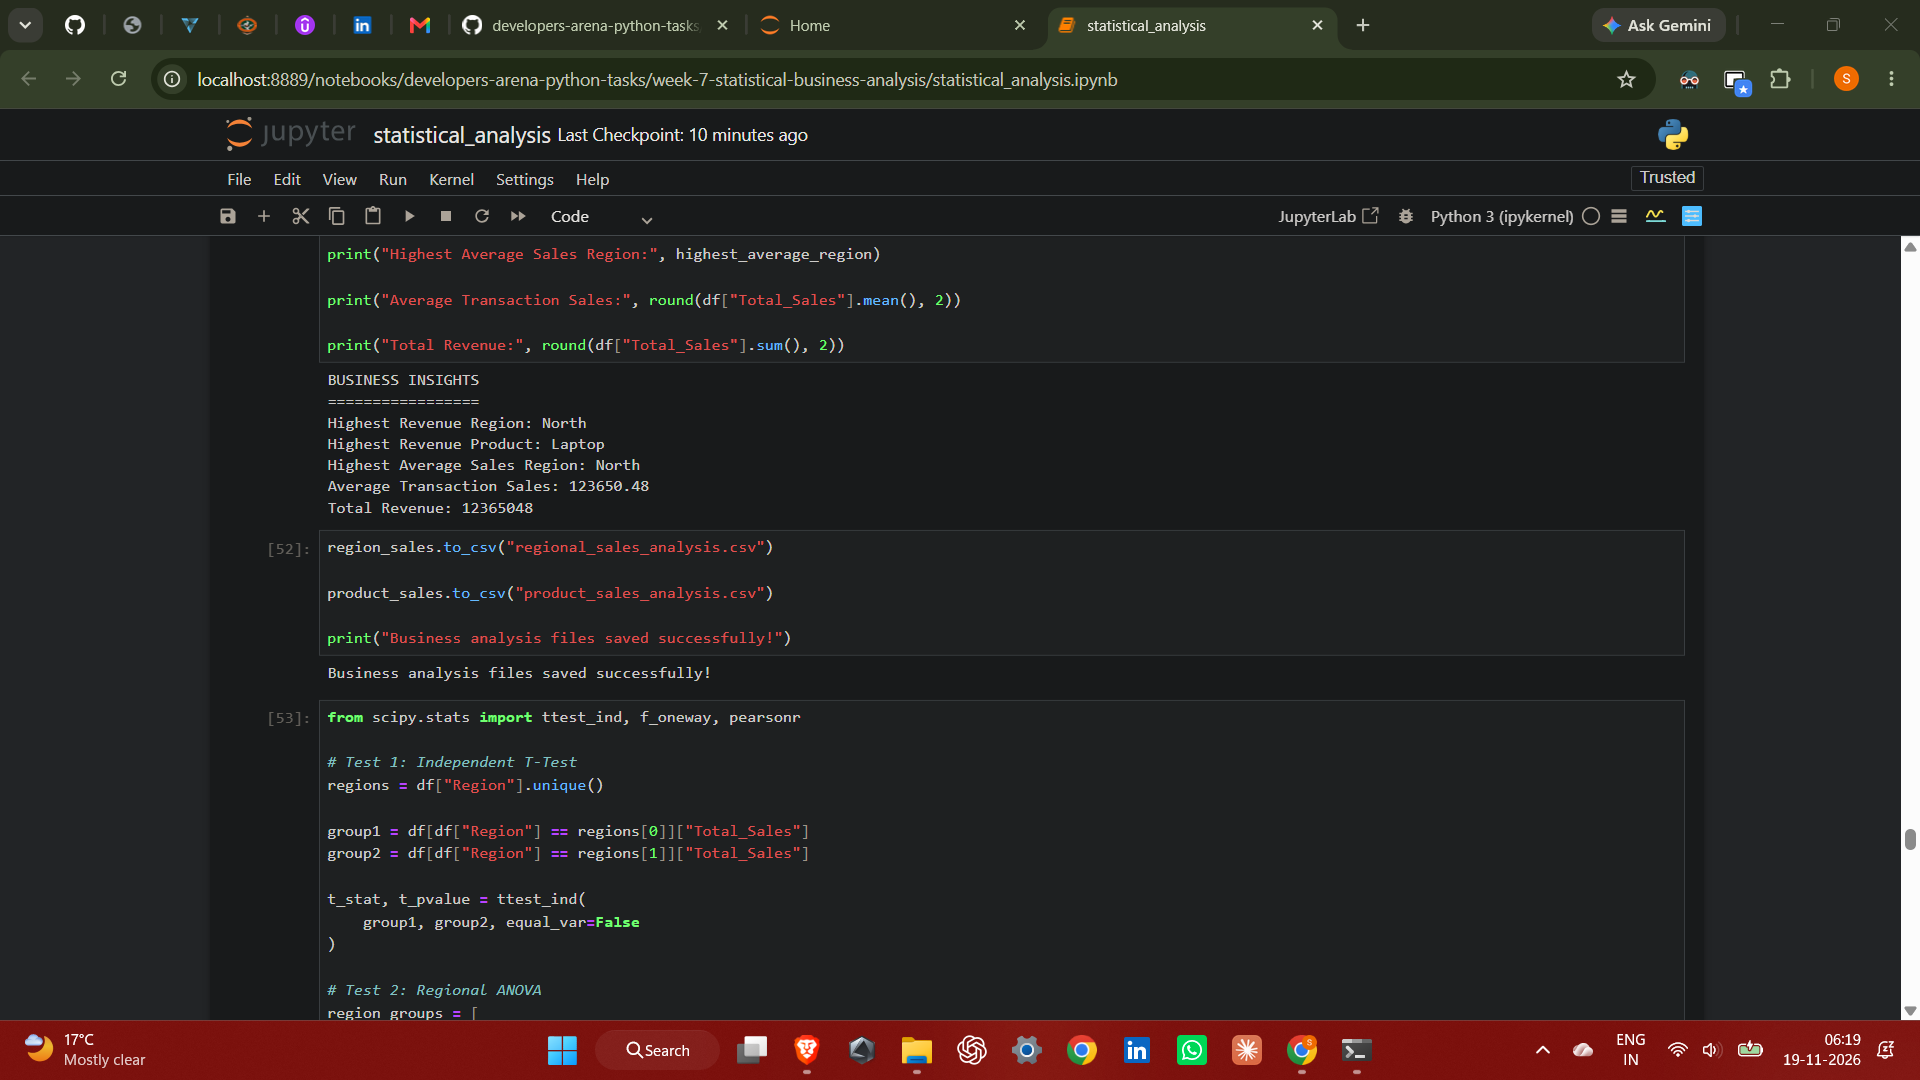 developers-arena-python-tasks
Home
statistical_analysis
Ask Gemini
localhost:8889/notebooks/developers-arena-python-tasks/week-7-statistical-business-analysis/statistical_analysis.ipynb
S
jupyter statistical_analysis Last Checkpoint: 10 minutes ago
File Edit View Run Kernel Settings Help
Trusted
Code
JupyterLab
Python 3 (ipykernel)
print("Highest Average Sales Region:", highest_average_region)
print("Average Transaction Sales:", round(df["Total_Sales"].mean(), 2))
print("Total Revenue:", round(df["Total_Sales"].sum(), 2))
BUSINESS INSIGHTS
=================
Highest Revenue Region: North
Highest Revenue Product: Laptop
Highest Average Sales Region: North
Average Transaction Sales: 123650.48
Total Revenue: 12365048
[52]: region_sales.to_csv("regional_sales_analysis.csv")
product_sales.to_csv("product_sales_analysis.csv")
print("Business analysis files saved successfully!")
Business analysis files saved successfully!
[53]: from scipy.stats import ttest_ind, f_oneway, pearsonr
# Test 1: Independent T-Test
regions = df["Region"].unique()
group1 = df[df["Region"] == regions[0]]["Total_Sales"]
group2 = df[df["Region"] == regions[1]]["Total_Sales"]
t_stat, t_pvalue = ttest_ind(
    group1, group2, equal_var=False
)
# Test 2: Regional ANOVA
region_groups = [
17°C
Mostly clear
Search
ENG
IN
06:19
19-11-2026